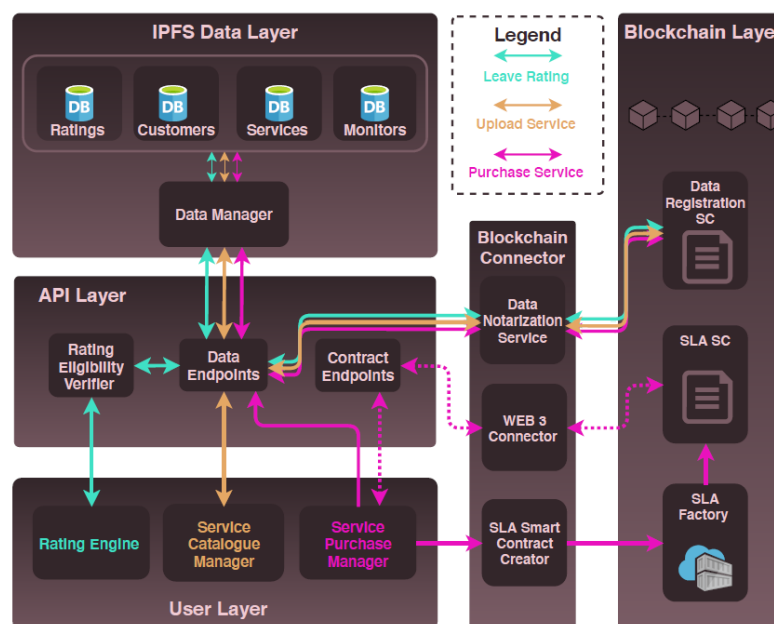 IPFS Data Layer
DB
Ratings
DB
Customers
DB
Services
DB
Monitors
Data Manager
Legend
Leave Rating
Upload Service
Purchase Service
Blockchain Layer
Data
Registration
SC
SLA SC
SLA
Factory
Blockchain
Connector
Data
Notarization
Service
WEB 3
Connector
SLA Smart
Contract
Creator
API Layer
Rating
Eligibility
Verifier
Data
Endpoints
Contract
Endpoints
Rating Engine
Service
Catalogue
Manager
Service
Purchase
Manager
User Layer